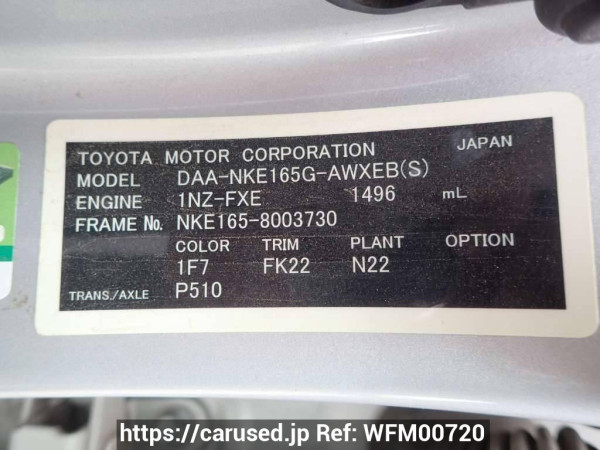 TOYOTA MOTOR CORPORATION JAPAN
MODEL DAA-NKE165G-AWXEB(S)
ENGINE 1NZ-FXE 1496 mL
FRAME No. NKE165-8003730
COLOR TRIM PLANT OPTION
1F7 FK22 N22
TRANS./AXLE P510
https://carused.jp Ref: WFM00720